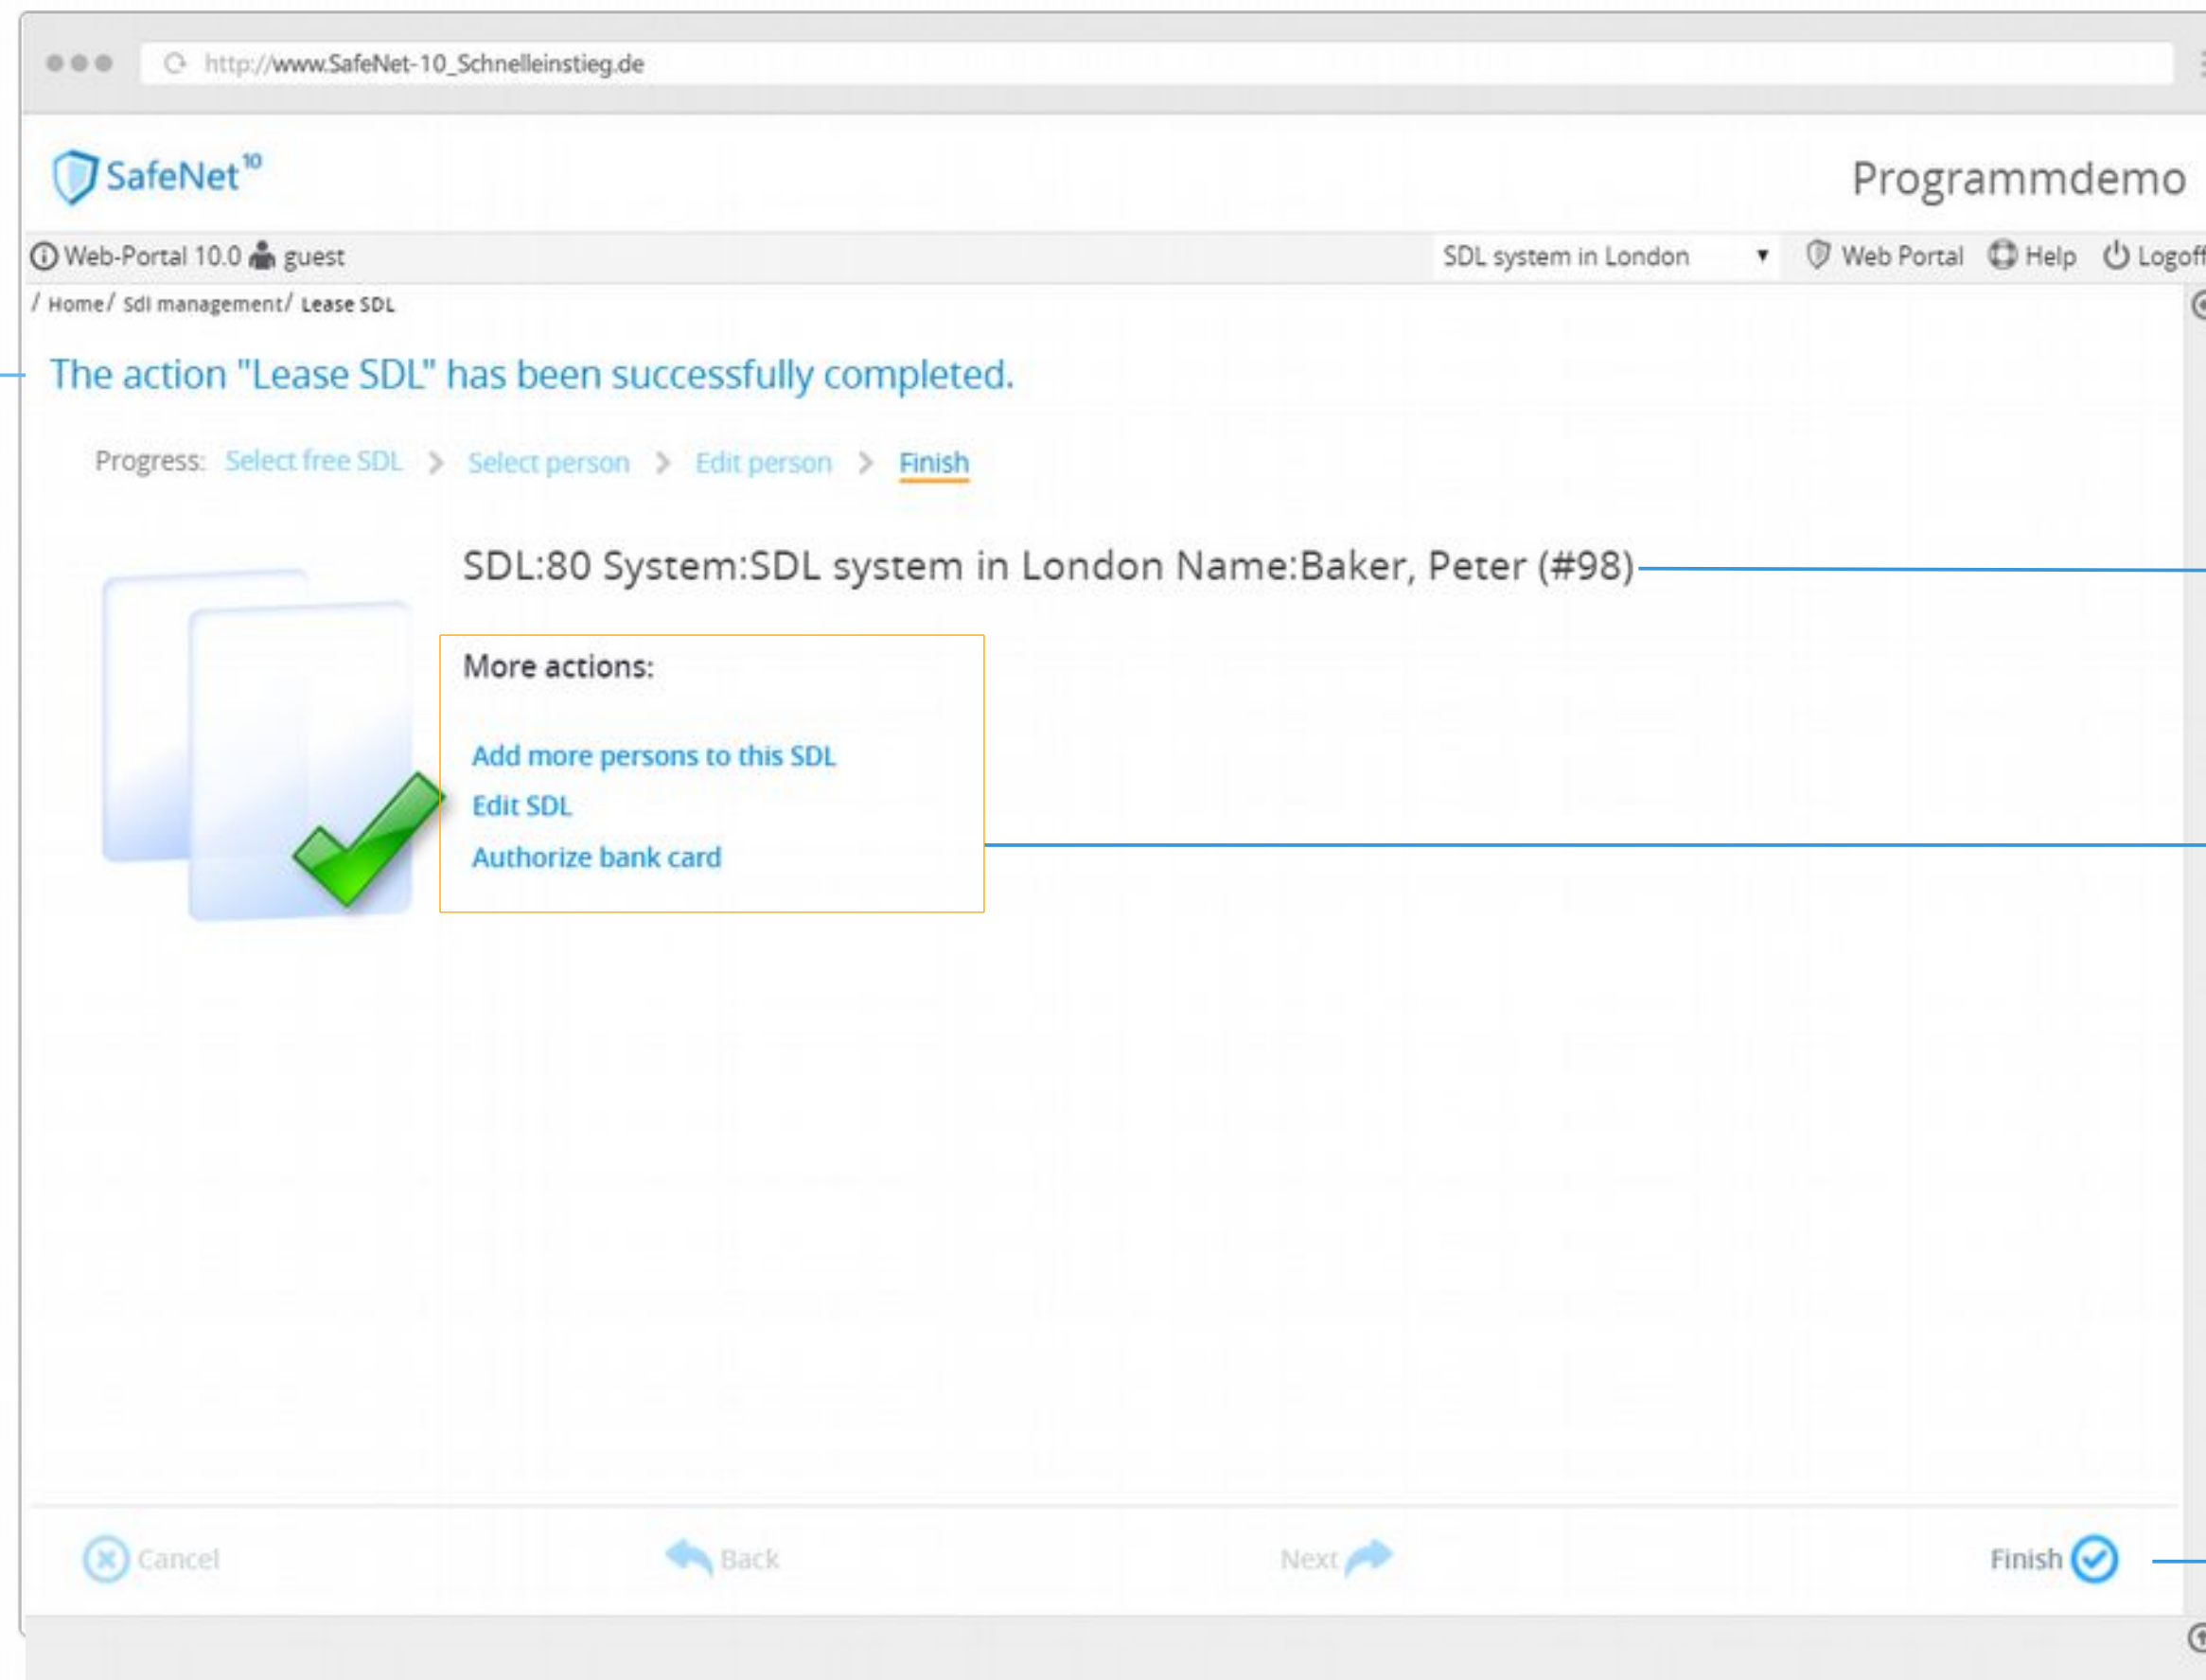 http://www.SafeNet-10_Schnelleinstieg.de
SafeNet10
Programmdemo
Web-Portal 10.0 guest
SDL system in London
Web Portal
Help
Logoff
/ Home/ Sdl management/ Lease SDL
The action "Lease SDL" has been successfully completed.
Progress: Select free SDL > Select person > Edit person > Finish
SDL:80 System:SDL system in London Name:Baker, Peter (#98)
More actions:
Add more persons to this SDL
Edit SDL
Authorize bank card
Cancel
Back
Next
Finish